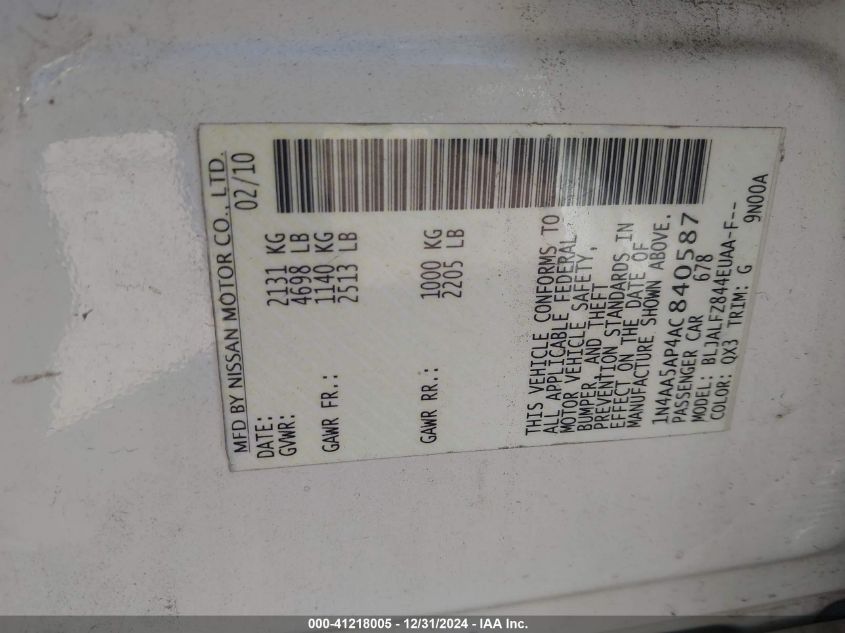 MFD BY NISSAN MOTOR CO., LTD.
DATE: 02/10
GVWR: 2131 KG
4698 LB
GAWR FR.: 1140 KG
2513 LB
GAWR RR.: 1000 KG
2205 LB
THIS VEHICLE CONFORMS TO
ALL APPLICABLE FEDERAL
MOTOR VEHICLE SAFETY,
BUMPER, AND THEFT
PREVENTION STANDARDS IN
EFFECT ON THE DATE OF
MANUFACTURE SHOWN ABOVE.
1N4AA5AP4AC840587
PASSENGER CAR 678
MODEL: BLJALFZ844EUAA-F--
COLOR: QX3 TRIM: G 9N00A
000-41218005 - 12/31/2024 - IAA Inc.